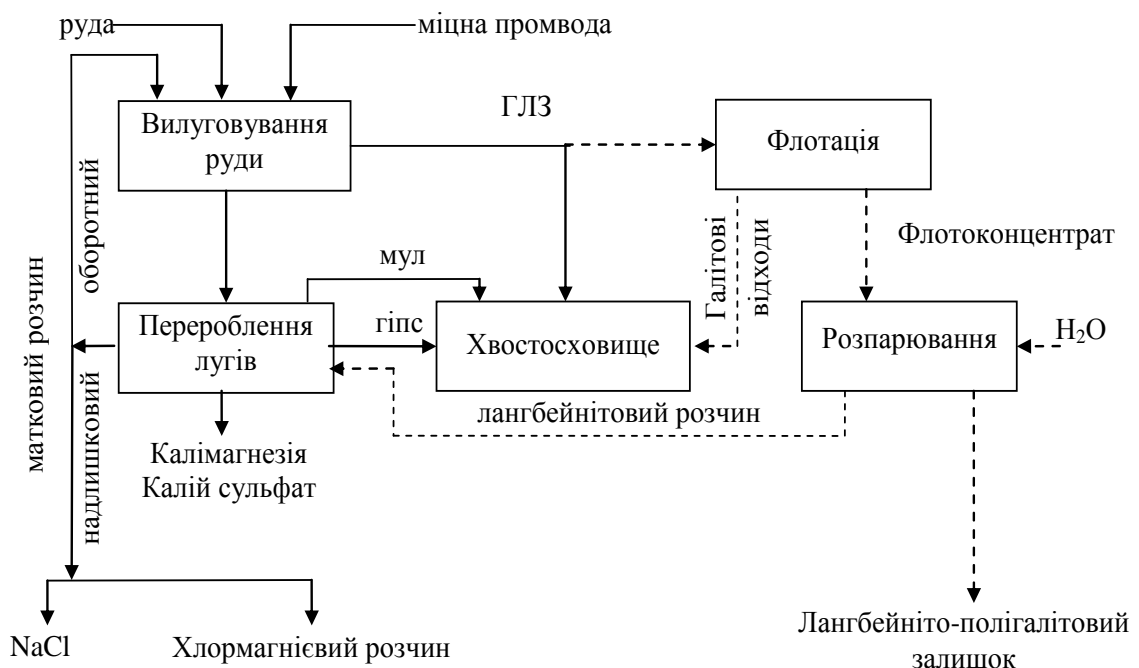 руда
міцна промвода
ГЛЗ
Вилуговування
руди
Флотація
оборотний
матковий розчин
надлишковий
мул
гіпс
Галітові
відходи
Флотоконцентрат
Перероблення
лугів
Хвостосховище
Розпарювання
H₂O
лангбейнітовий розчин
Калімагнезія
Калій сульфат
NaCl
Хлормагнієвий розчин
Лангбейніто-полігалітовий
залишок